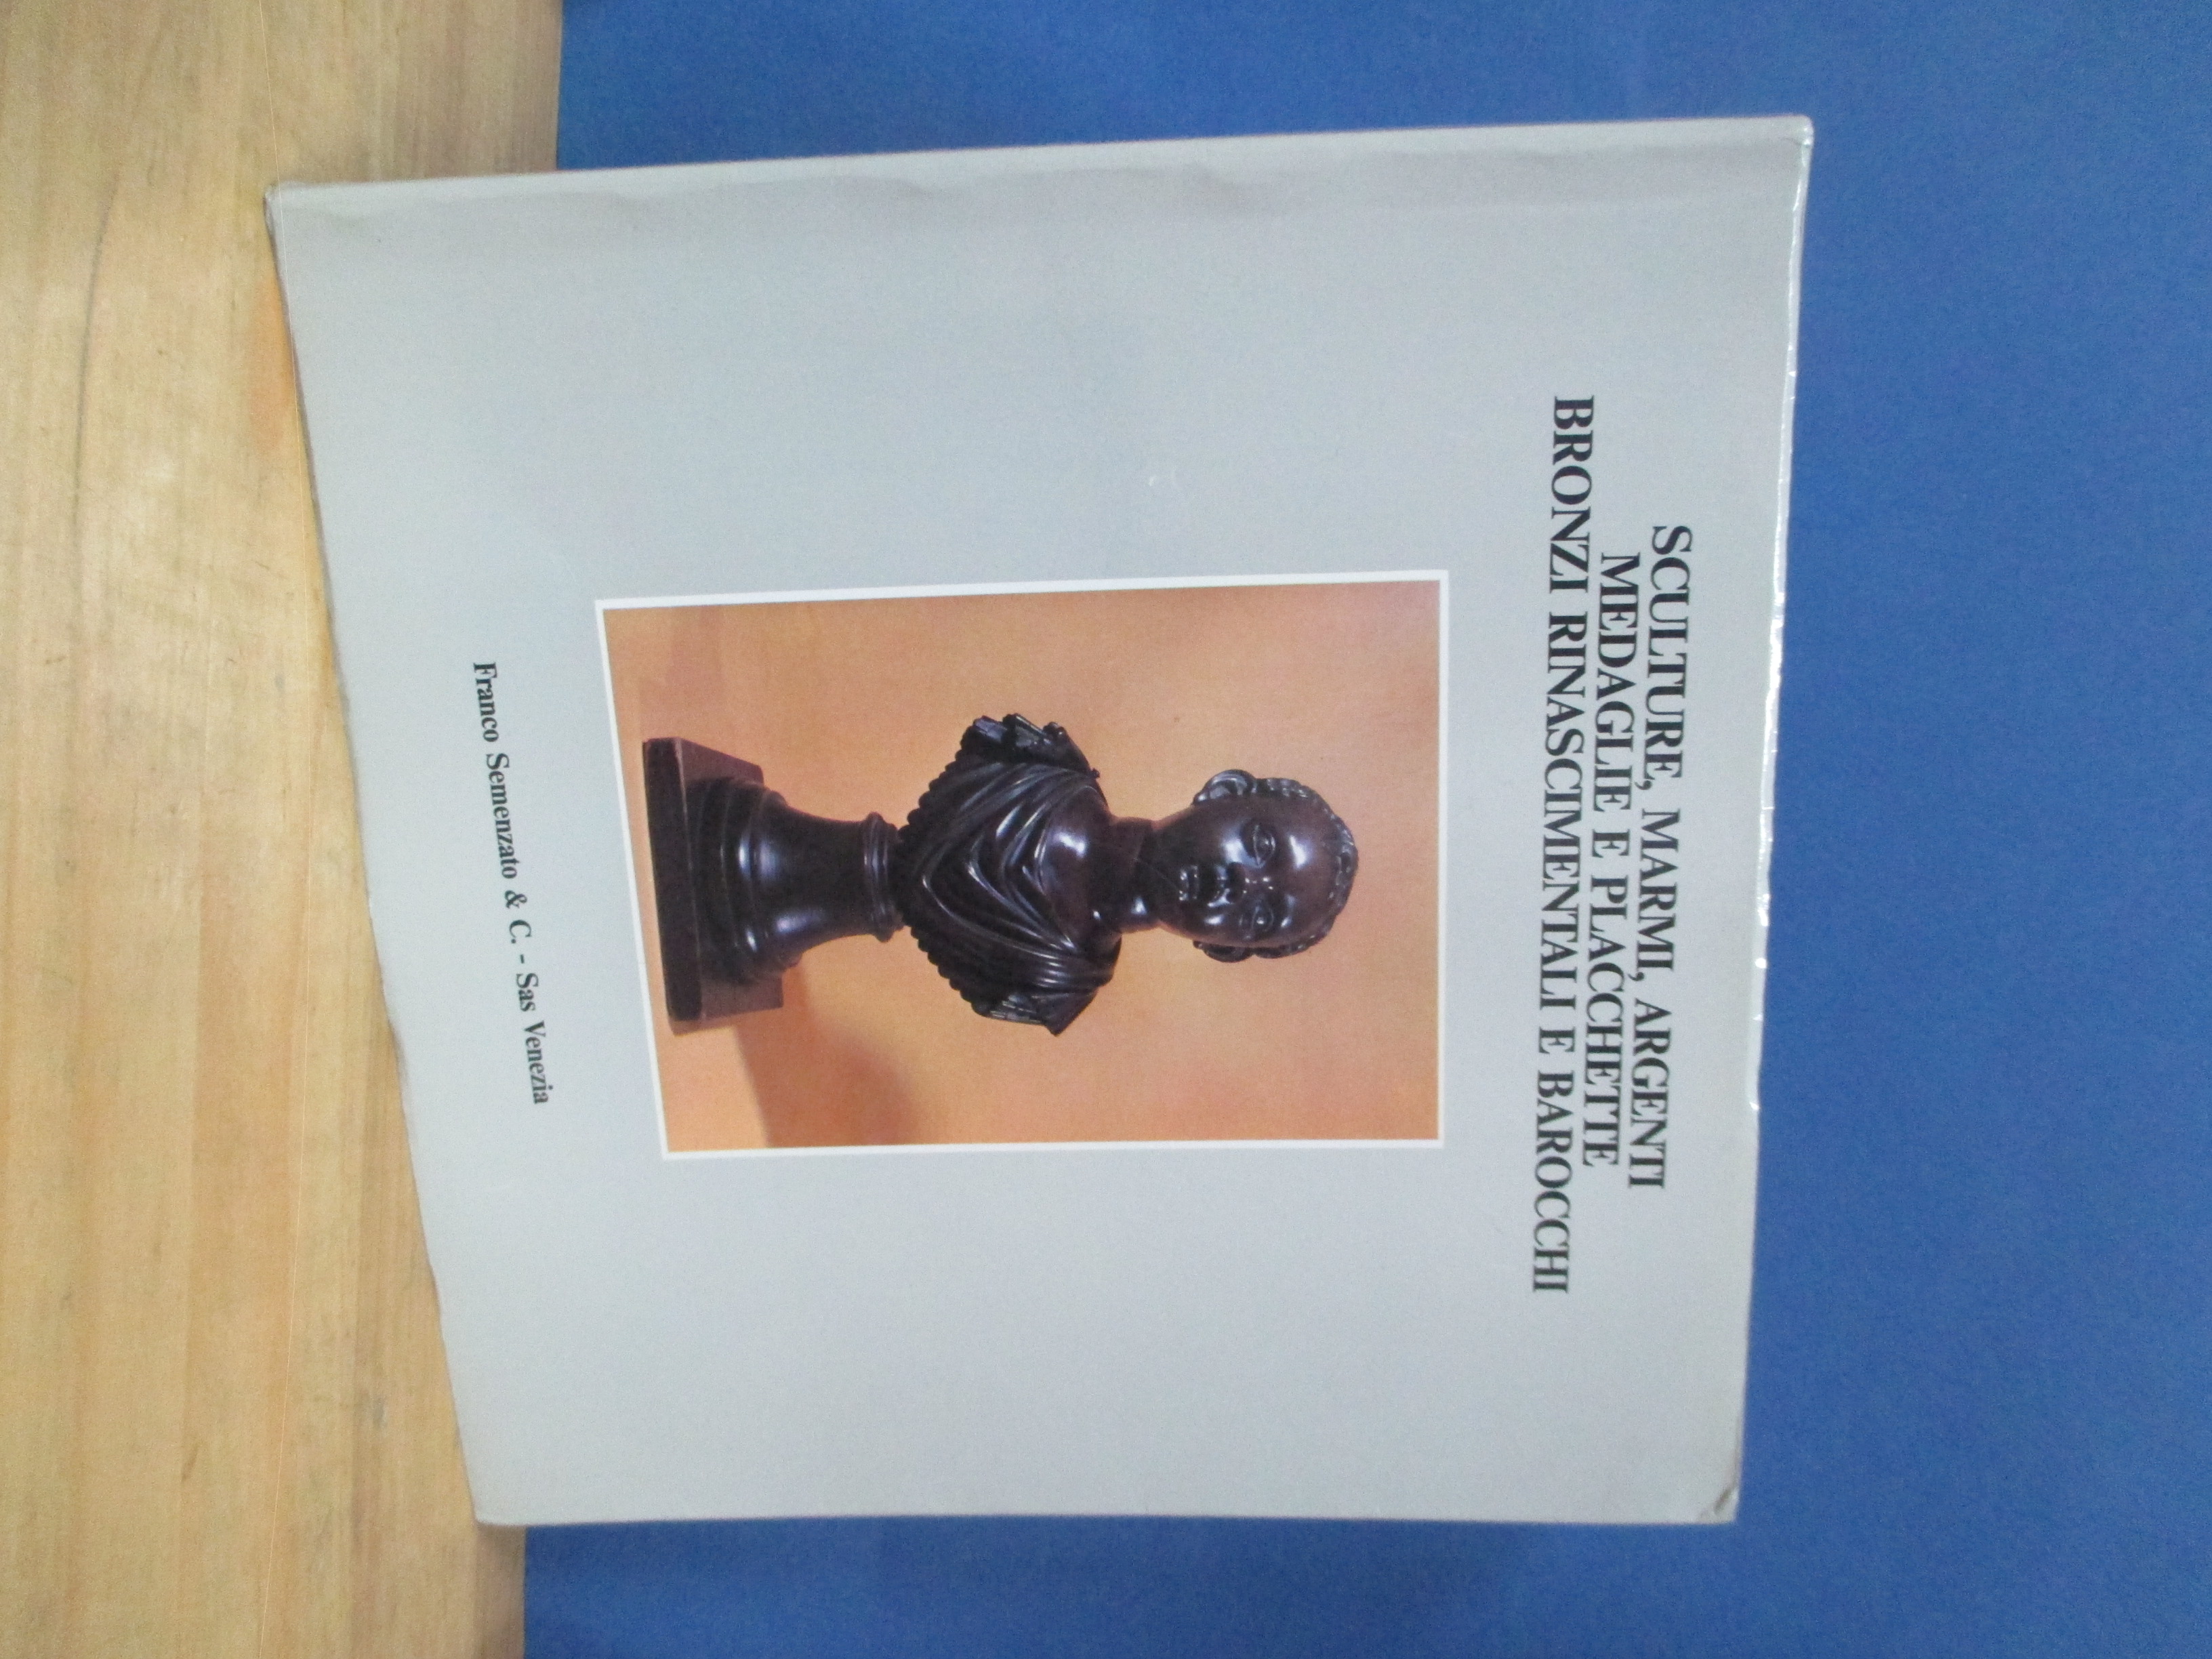 SCULTURE, MARMI, ARGENTI
MEDAGLIE E PLACCHETTE
BRONZI RINASCIMENTALI E BAROCCHI
Franco Semenzato & C. - Sas Venezia